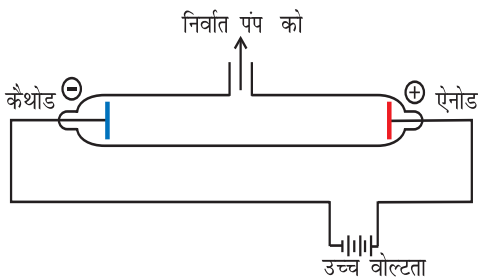 निर्वात पंप को
कैथोड
−
+
ऐनोड
उच्च वोल्टता